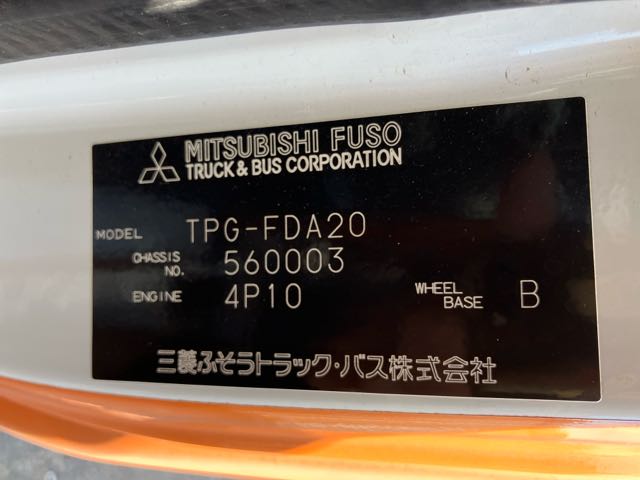 MITSUBISHI FUSO
TRUCK & BUS CORPORATION
MODEL TPG-FDA20
CHASSIS NO. 560003
ENGINE 4P10 WHEEL BASE B
三菱ふそうトラック・バス株式会社